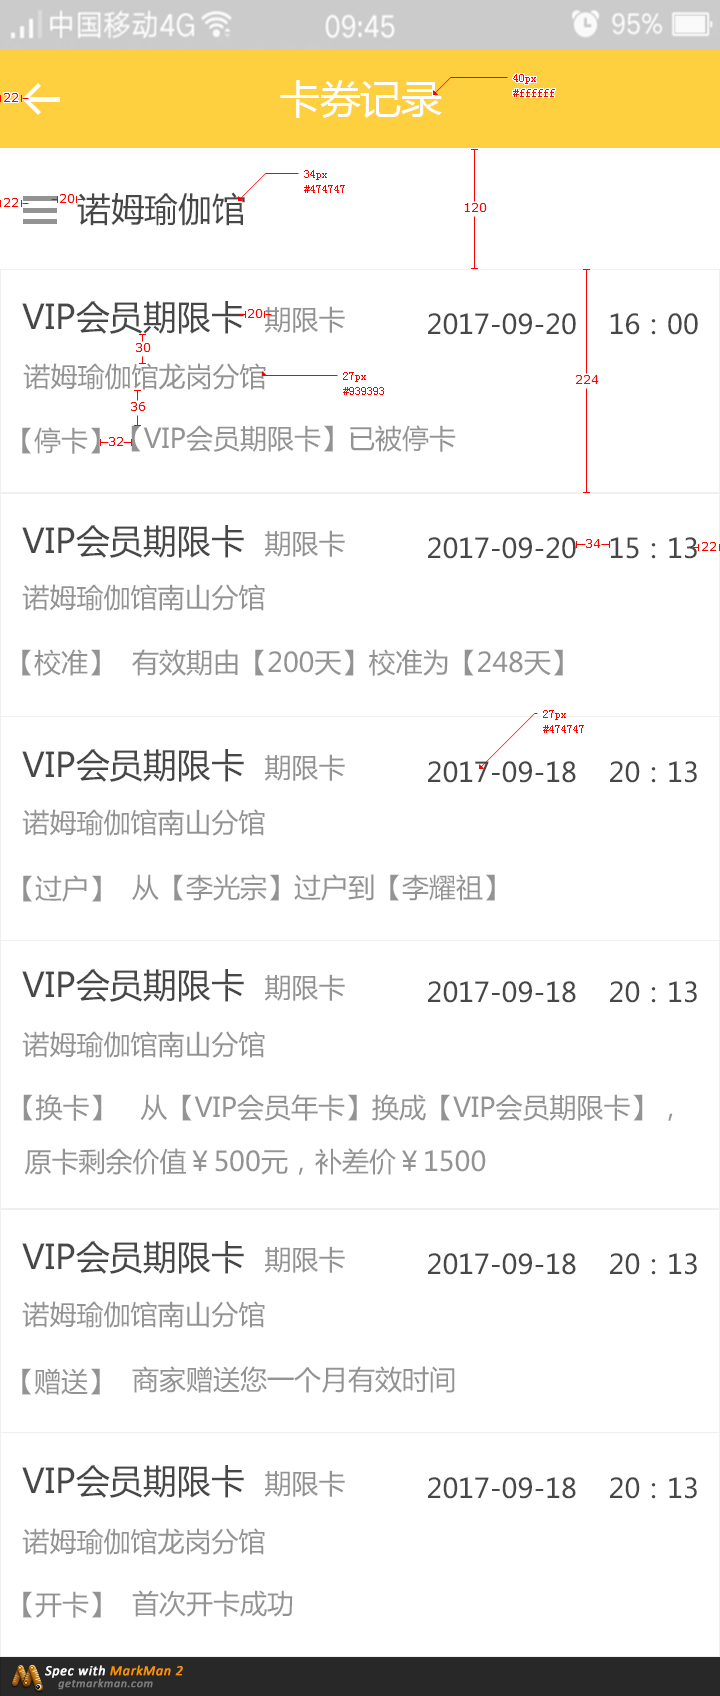 中国移动4G 09:45 95%
22 卡券记录 40px
#ffffff
22 20 诺姆瑜伽馆 34px
#474747
120
VIP会员期限卡 20 期限卡 2017-09-20 16：00
30
诺姆瑜伽馆龙岗分馆 27px
#939393
224
36
【停卡】 32 【VIP会员期限卡】已被停卡
VIP会员期限卡 期限卡 2017-09-20 34 15：13 22
诺姆瑜伽馆南山分馆
【校准】 有效期由【200天】校准为【248天】
27px
#474747
VIP会员期限卡 期限卡 2017-09-18 20：13
诺姆瑜伽馆南山分馆
【过户】 从【李光宗】过户到【李耀祖】
VIP会员期限卡 期限卡 2017-09-18 20：13
诺姆瑜伽馆南山分馆
【换卡】 从【VIP会员年卡】换成【VIP会员期限卡】，
原卡剩余价值￥500元，补差价￥1500
VIP会员期限卡 期限卡 2017-09-18 20：13
诺姆瑜伽馆南山分馆
【赠送】 商家赠送您一个月有效时间
VIP会员期限卡 期限卡 2017-09-18 20：13
诺姆瑜伽馆龙岗分馆
【开卡】 首次开卡成功
Spec with MarkMan 2
getmarkman.com